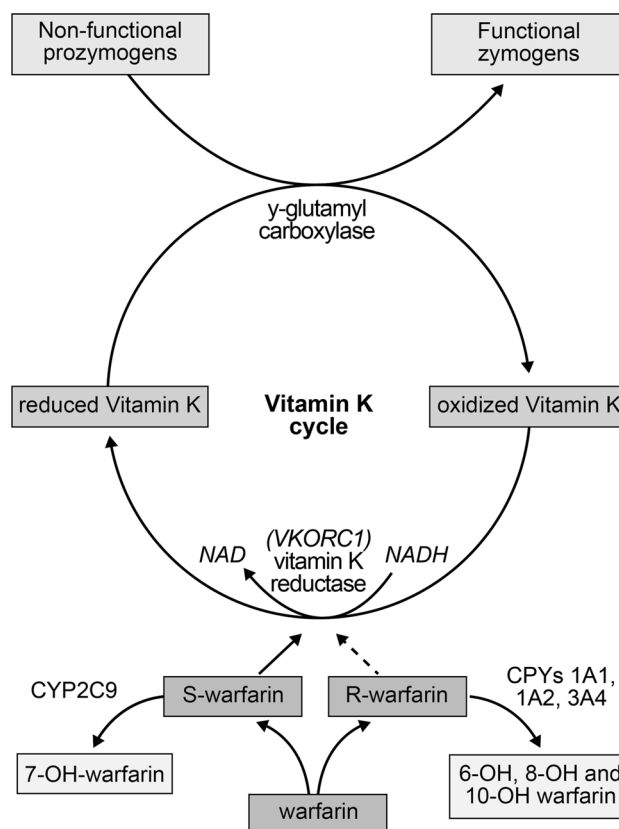 Non-functional
prozymogens
Functional
zymogens
y-glutamyl
carboxylase
reduced Vitamin K
Vitamin K
cycle
oxidized Vitamin K
NAD
(VKORC1)
vitamin K
reductase
NADH
CYP2C9
S-warfarin
R-warfarin
CPYs 1A1,
1A2, 3A4
7-OH-warfarin
warfarin
6-OH, 8-OH and
10-OH warfarin